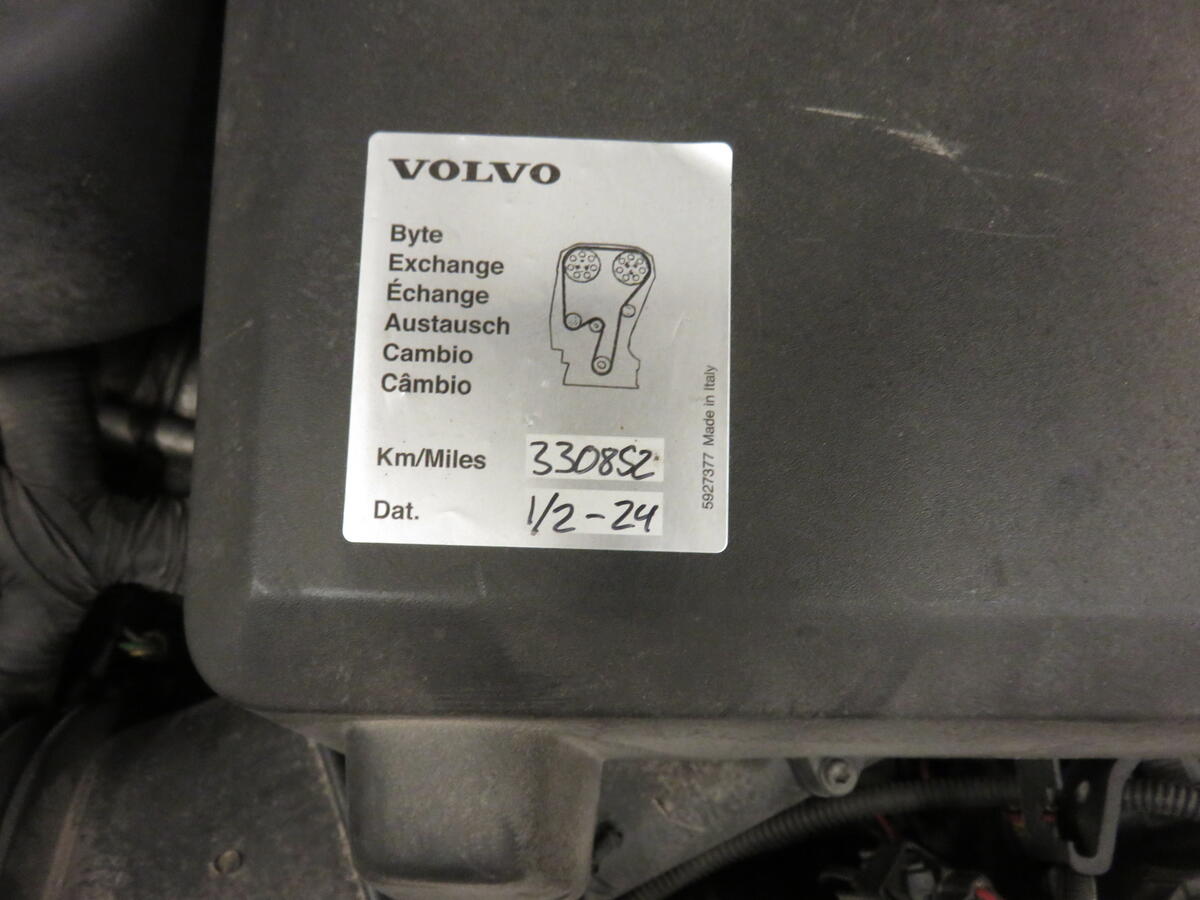 VOLVO
Byte
Exchange
Échange
Austausch
Cambio
Câmbio
Km/Miles 330852
Dat. 1/2-24
5927377 Made in Italy